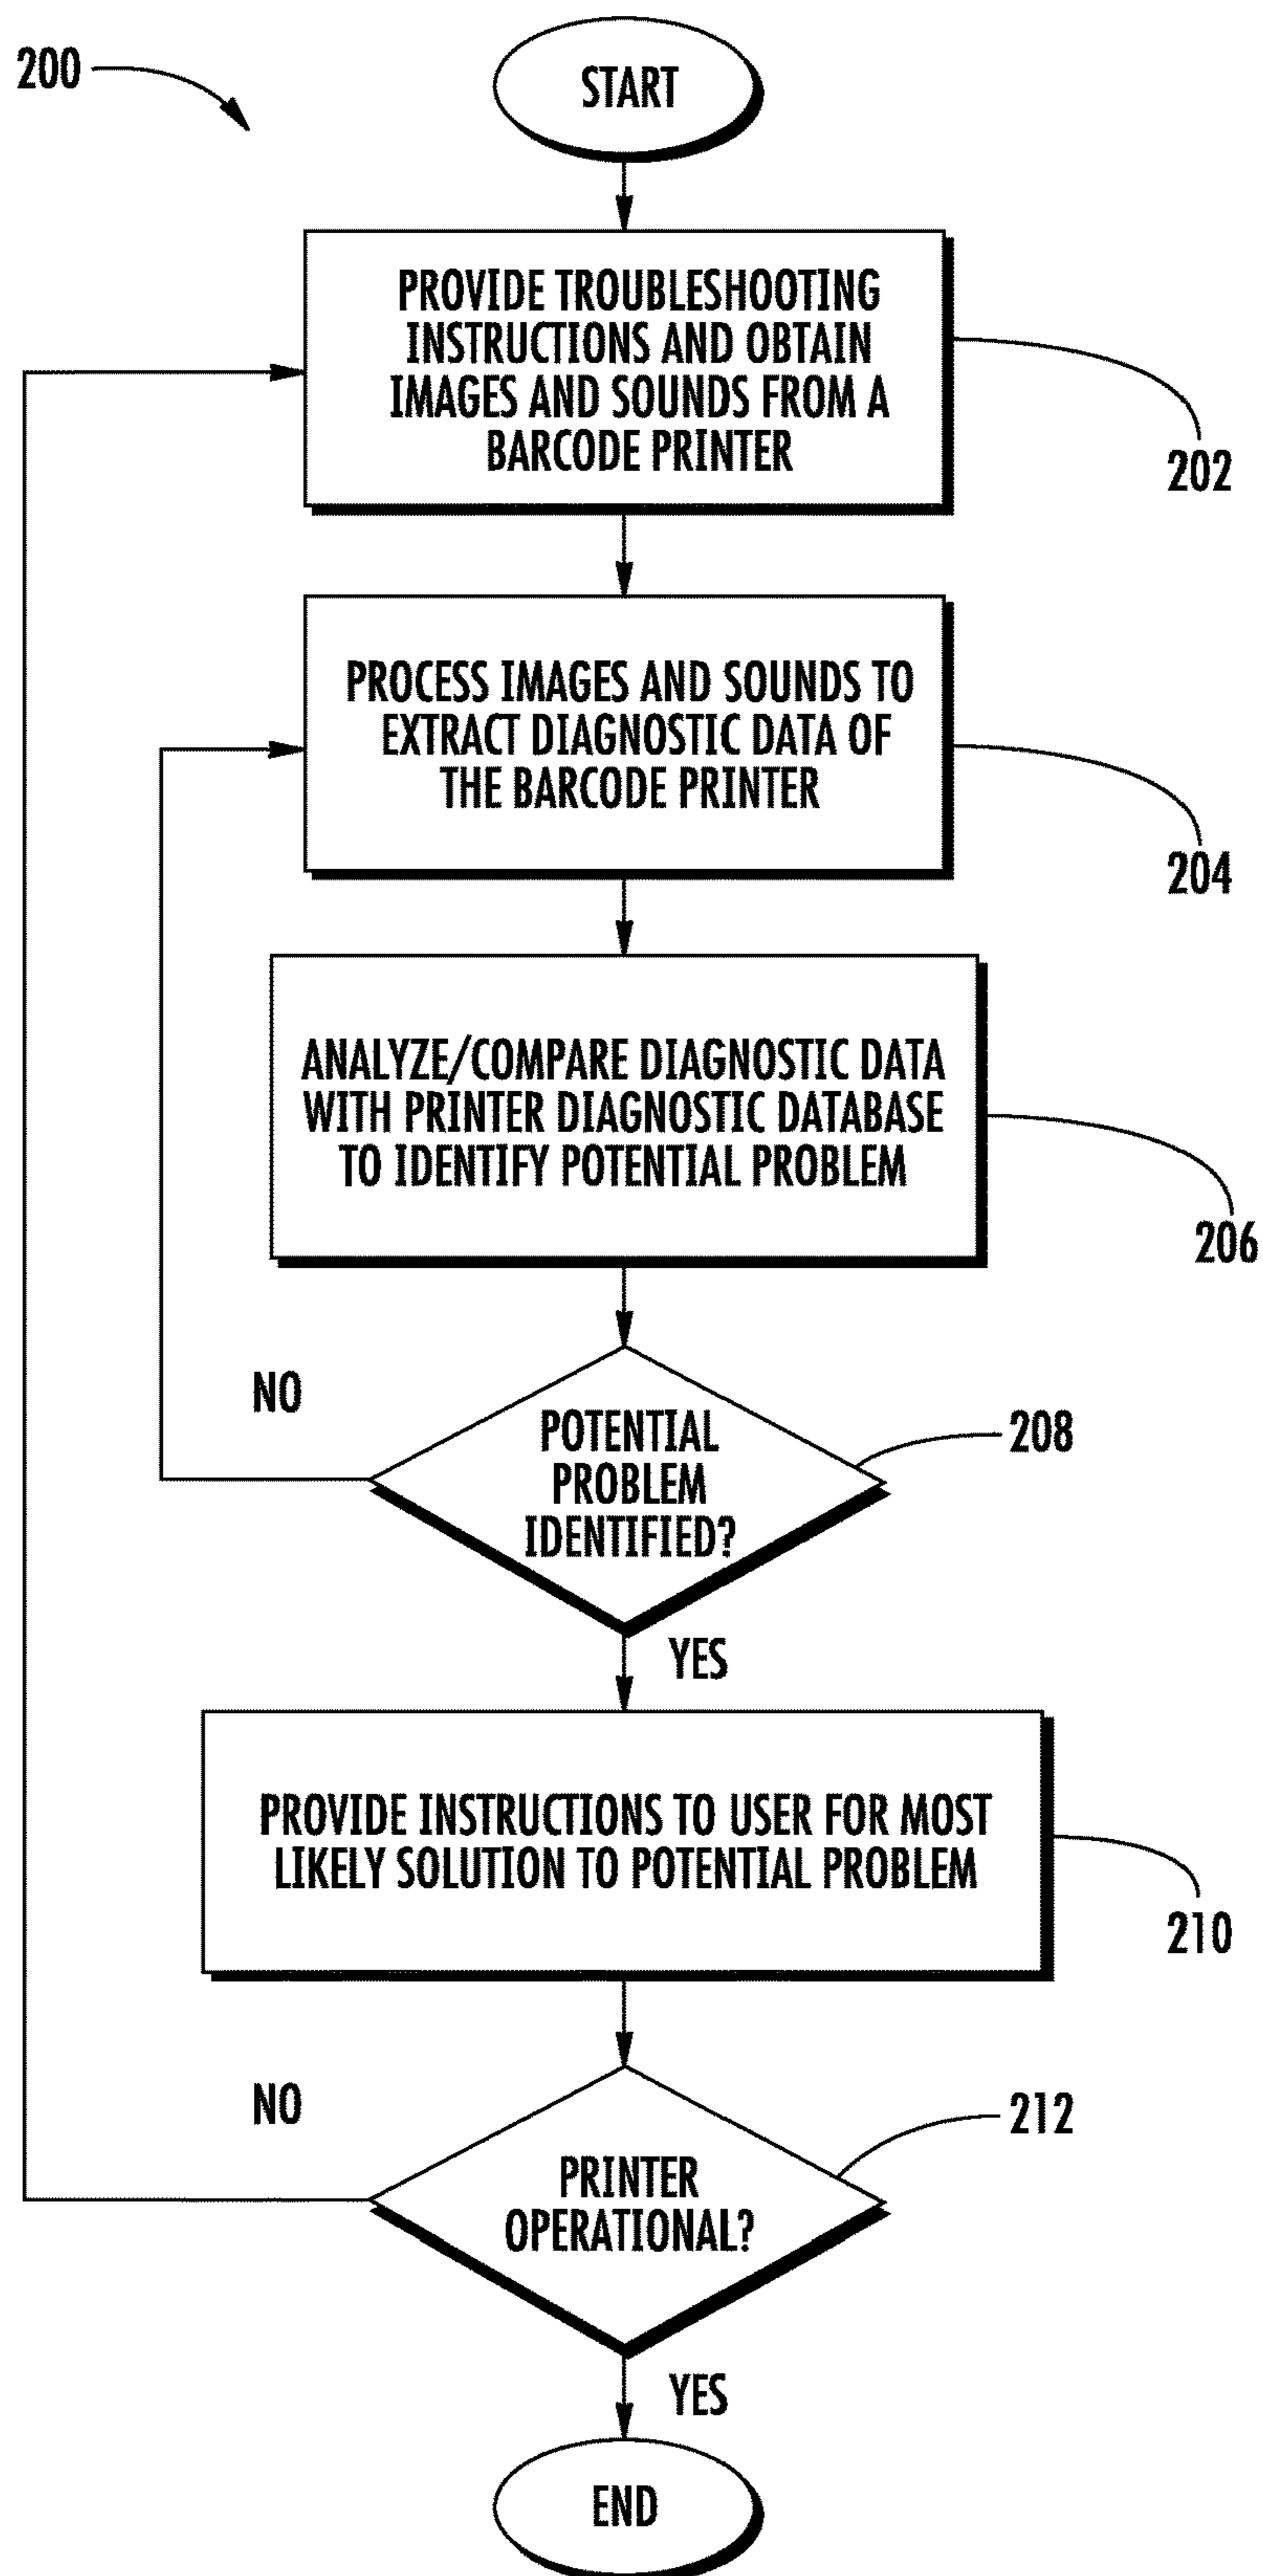 200
START
PROVIDE TROUBLESHOOTING
INSTRUCTIONS AND OBTAIN
IMAGES AND SOUNDS FROM A
BARCODE PRINTER
202
PROCESS IMAGES AND SOUNDS TO
EXTRACT DIAGNOSTIC DATA OF
THE BARCODE PRINTER
204
ANALYZE/COMPARE DIAGNOSTIC DATA
WITH PRINTER DIAGNOSTIC DATABASE
TO IDENTIFY POTENTIAL PROBLEM
206
NO
POTENTIAL
PROBLEM
IDENTIFIED?
208
YES
PROVIDE INSTRUCTIONS TO USER FOR MOST
LIKELY SOLUTION TO POTENTIAL PROBLEM
210
NO
PRINTER
OPERATIONAL?
212
YES
END